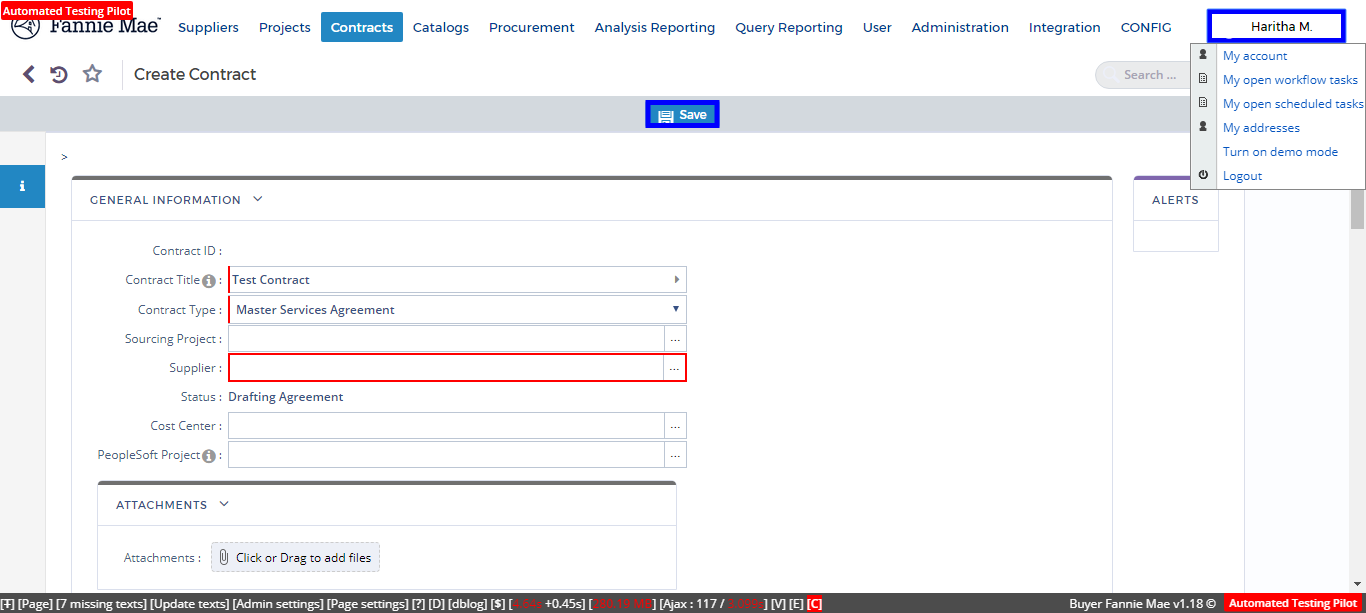 Automated Testing Pilot
Fannie Mae
Suppliers Projects Contracts Catalogs Procurement Analysis Reporting Query Reporting User Administration Integration CONFIG
Haritha M.
Create Contract
Search ...
My account
My open workflow tasks
My open scheduled tasks
My addresses
Turn on demo mode
Logout
Save
>
GENERAL INFORMATION
ALERTS
Contract ID :
Contract Title : Test Contract
Contract Type : Master Services Agreement
Sourcing Project : ...
Supplier : ...
Status : Drafting Agreement
Cost Center : ...
PeopleSoft Project : ...
ATTACHMENTS
Attachments : Click or Drag to add files
[Ŧ] [Page] [7 missing texts] [Update texts] [Admin settings] [Page settings] [?] [D] [dblog] [$] [ +0.45s] [ ] [Ajax : 117 / ] [V] [E] [C]
Buyer Fannie Mae v1.18 © Automated Testing Pilot